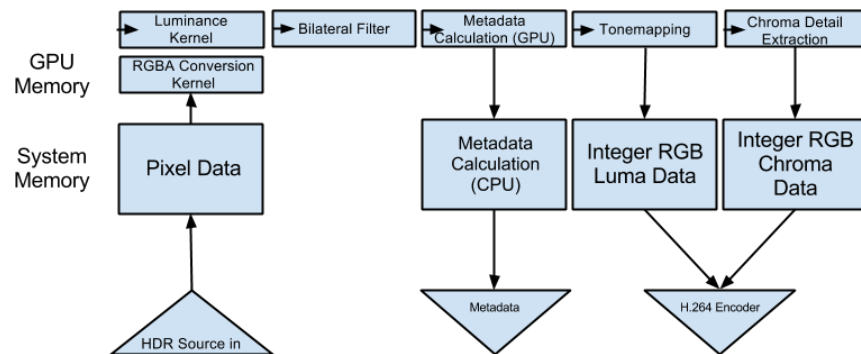 Luminance
Kernel
Bilateral Filter
Metadata
Calculation (GPU)
Tonemapping
Chroma Detail
Extraction
GPU
Memory
RGBA Conversion
Kernel
System
Memory
Pixel Data
Metadata
Calculation
(CPU)
Integer RGB
Luma Data
Integer RGB
Chroma
Data
HDR Source in
Metadata
H.264 Encoder